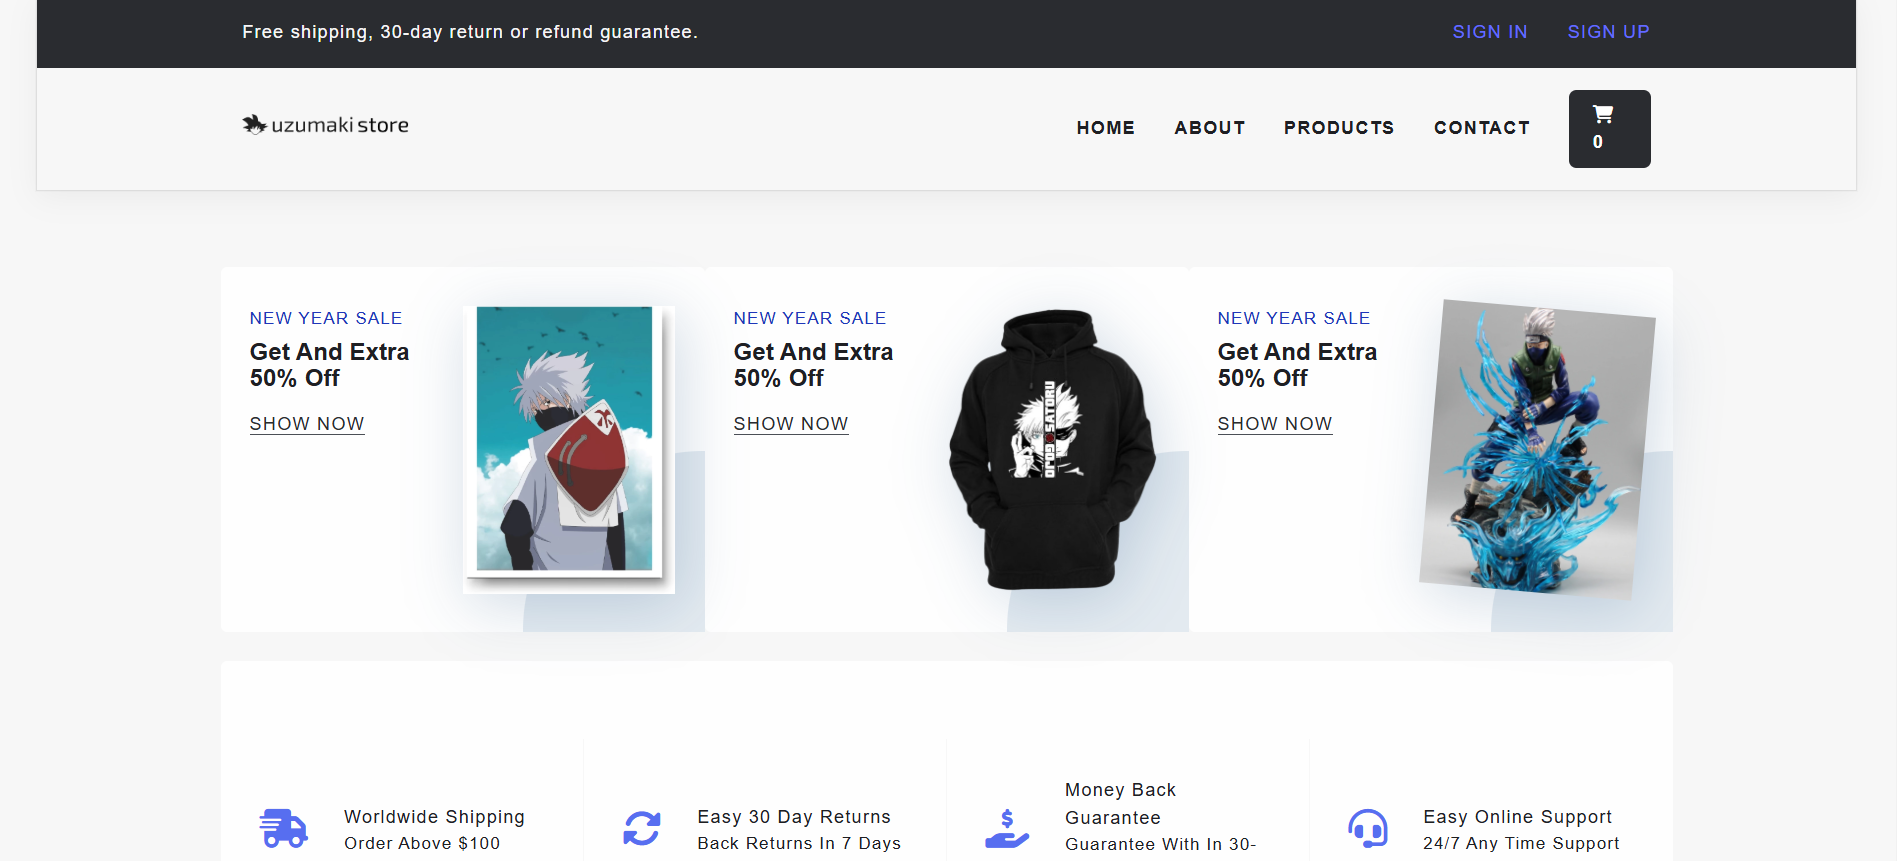 Free shipping, 30-day return or refund guarantee.
SIGN IN
SIGN UP
uzumaki store
HOME
ABOUT
PRODUCTS
CONTACT
0
NEW YEAR SALE
Get And Extra
50% Off
SHOW NOW
NEW YEAR SALE
Get And Extra
50% Off
SHOW NOW
GOJO SATORU
NEW YEAR SALE
Get And Extra
50% Off
SHOW NOW
Worldwide Shipping
Order Above $100
Easy 30 Day Returns
Back Returns In 7 Days
Money Back
Guarantee
Guarantee With In 30-
Easy Online Support
24/7 Any Time Support